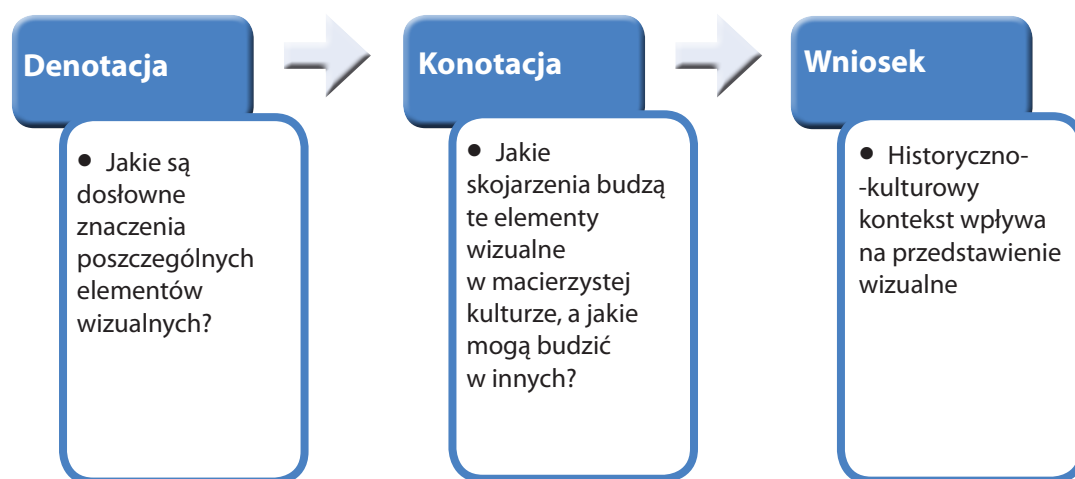 Denotacja
• Jakie są
dosłowne
znaczenia
poszczególnych
elementów
wizualnych?
Konotacja
• Jakie
skojarzenia budzą
te elementy
wizualne
w macierzystej
kulturze, a jakie
mogą budzić
w innych?
Wniosek
• Historyczno-
-kulturowy
kontekst wpływa
na przedstawienie
wizualne